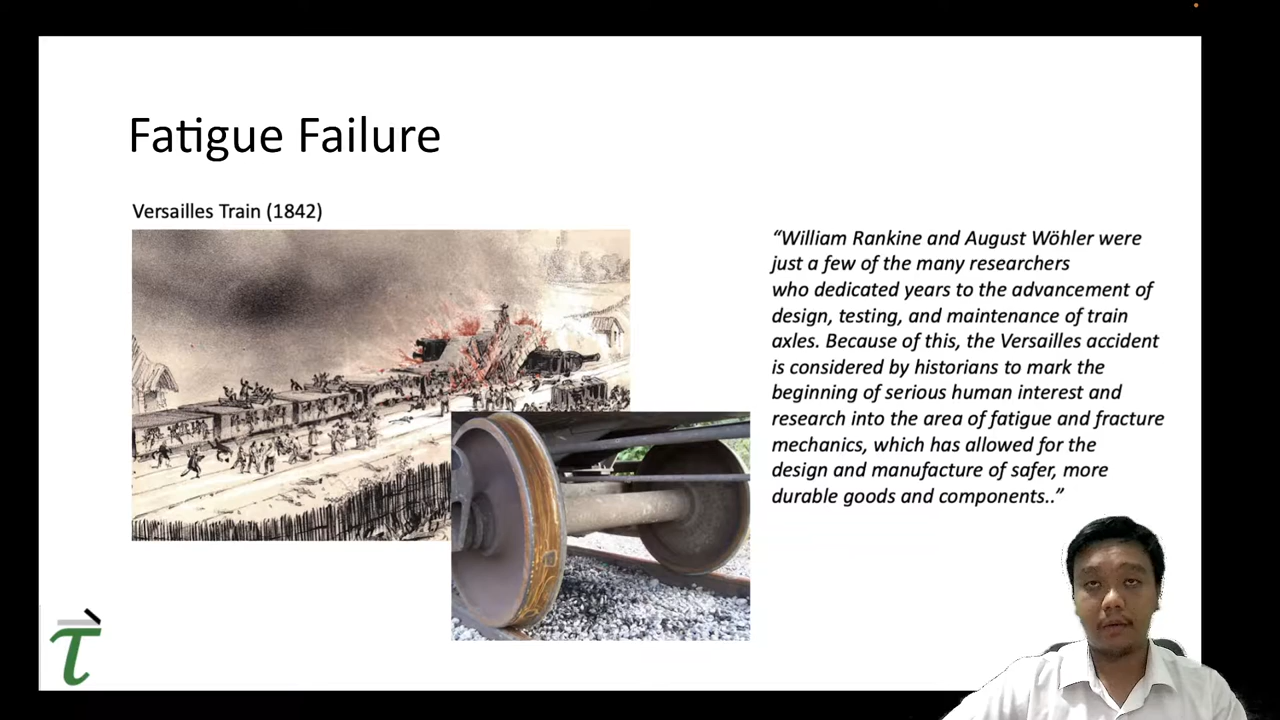 Fatigue Failure
Versailles Train (1842)
“William Rankine and August Wöhler were
just a few of the many researchers
who dedicated years to the advancement of
design, testing, and maintenance of train
axles. Because of this, the Versailles accident
is considered by historians to mark the
beginning of serious human interest and
research into the area of fatigue and fracture
mechanics, which has allowed for the
design and manufacture of safer, more
durable goods and components..”
τ